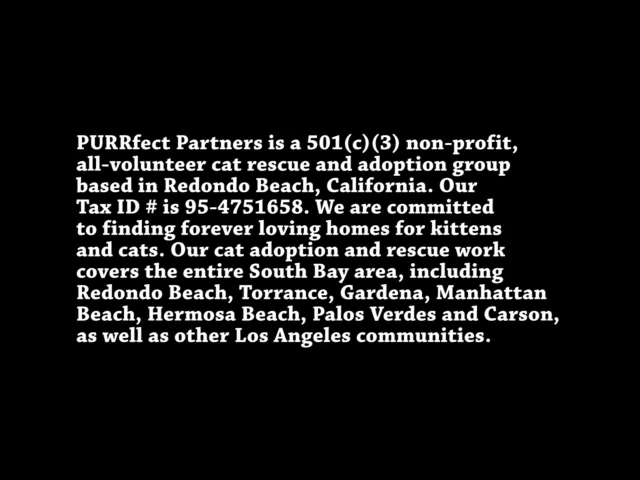 PURRfect Partners is a 501(c)(3) non-profit,
all-volunteer cat rescue and adoption group
based in Redondo Beach, California. Our
Tax ID # is 95-4751658. We are committed
to finding forever loving homes for kittens
and cats. Our cat adoption and rescue work
covers the entire South Bay area, including
Redondo Beach, Torrance, Gardena, Manhattan
Beach, Hermosa Beach, Palos Verdes and Carson,
as well as other Los Angeles communities.